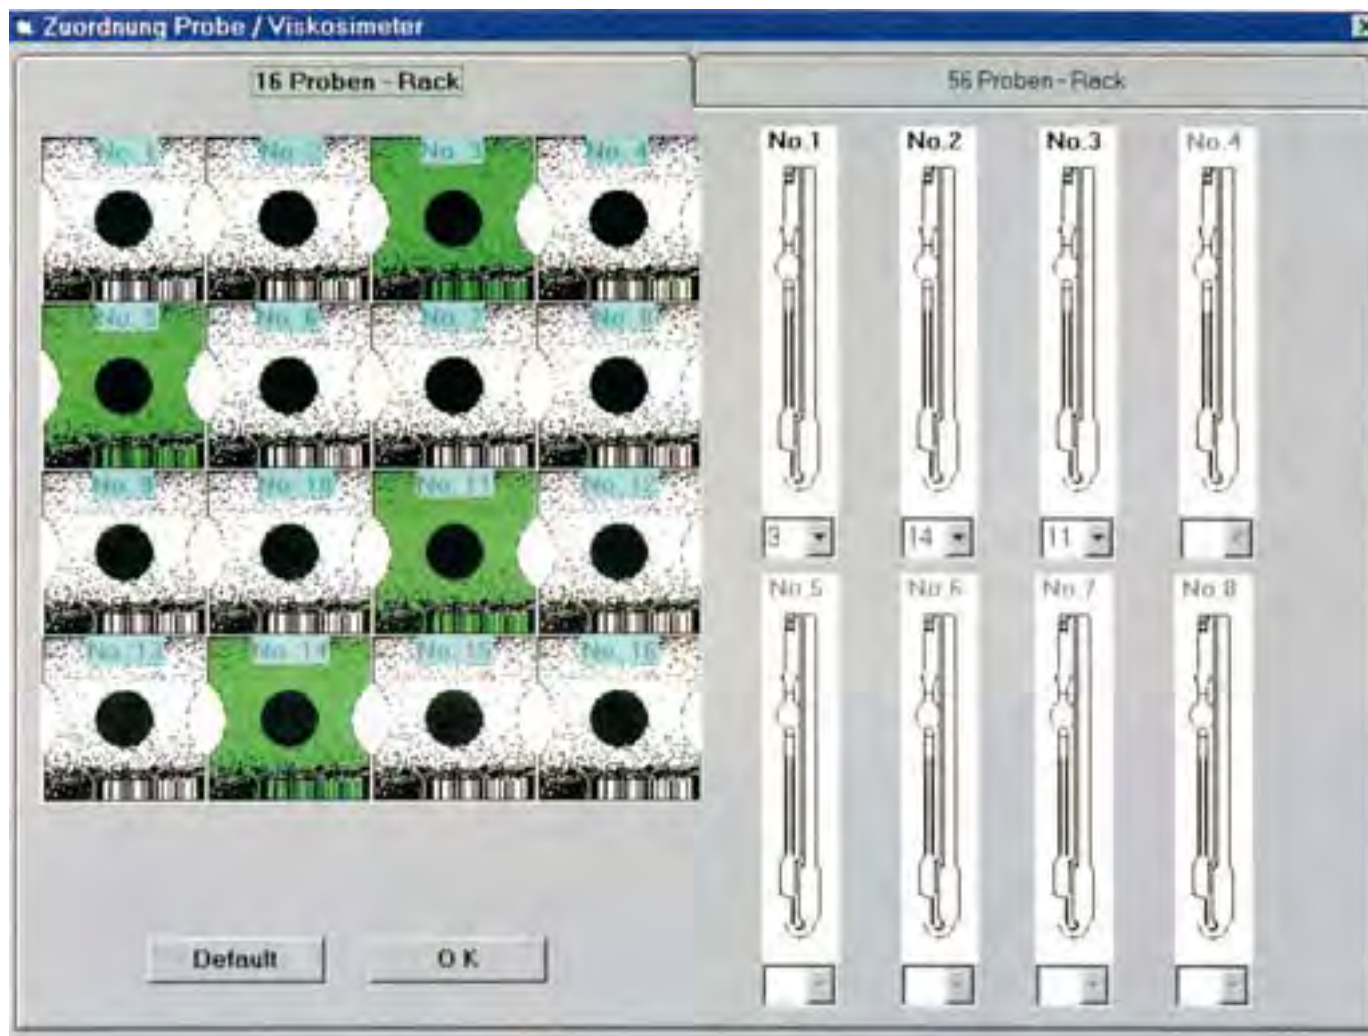 Zuordnung Probe / Viskosimeter
16 Proben - Rack
56 Proben - Rack
No. 1 No. 2 No. 3 No. 4
No. 5 No. 6 No. 7 No. 8
No. 9 No. 10 No. 11 No. 12
No. 13 No. 14 No. 15 No. 16
No.1 No.2 No.3 No.4
3 14 11
No.5 No.6 No.7 No.8
Default OK